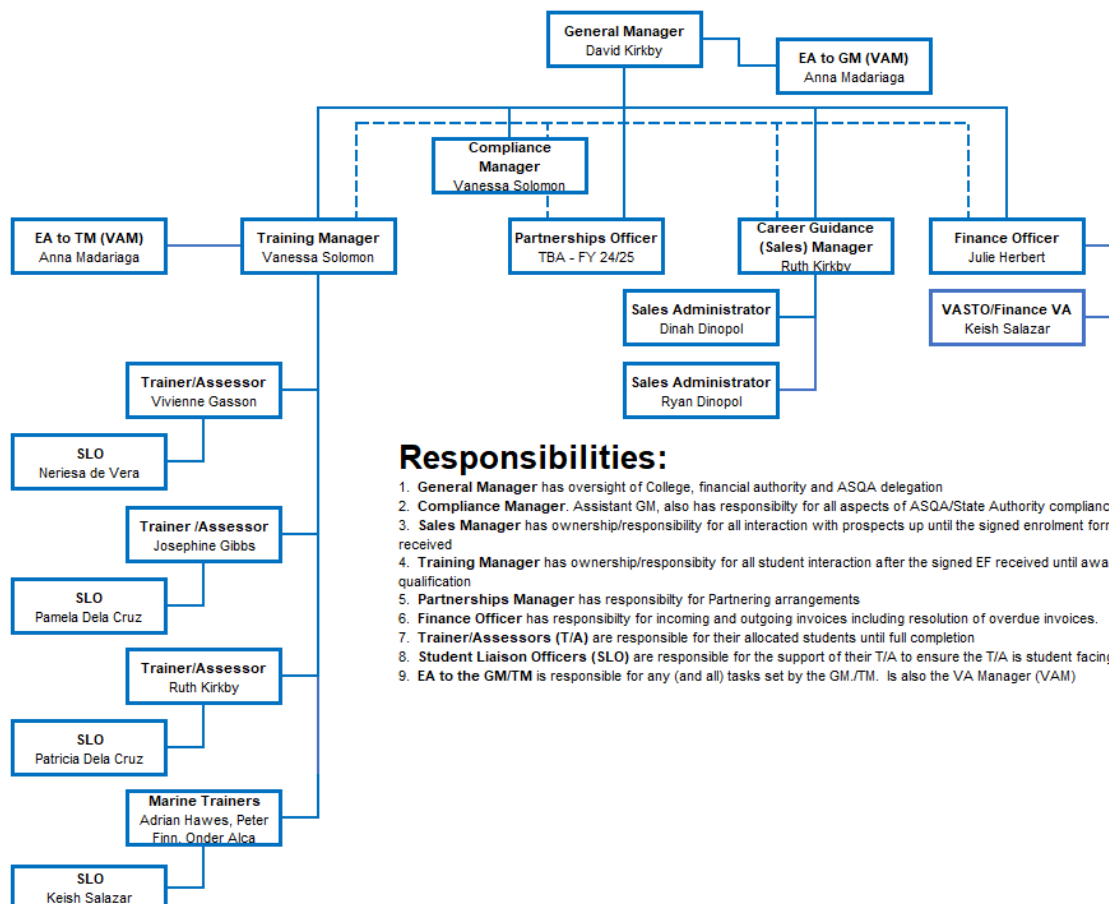 General Manager
David Kirkby
EA to GM (VAM)
Anna Madariaga
Compliance
Manager
Vanessa Solomon
EA to TM (VAM)
Anna Madariaga
Training Manager
Vanessa Solomon
Partnerships Officer
TBA - FY 24/25
Career Guidance
(Sales) Manager
Ruth Kirkby
Finance Officer
Julie Herbert
Sales Administrator
Dinah Dinopol
VASTO/Finance VA
Keish Salazar
Sales Administrator
Ryan Dinopol
Trainer/Assessor
Vivienne Gasson
SLO
Neriesa de Vera
Trainer /Assessor
Josephine Gibbs
SLO
Pamela Dela Cruz
Trainer/Assessor
Ruth Kirkby
SLO
Patricia Dela Cruz
Marine Trainers
Adrian Hawes, Peter
Finn, Onder Alca
SLO
Keish Salazar
Responsibilities:
1. General Manager has oversight of College, financial authority and ASQA delegation
2. Compliance Manager. Assistant GM, also has responsibilty for all aspects of ASQA/State Authority complianc
3. Sales Manager has ownership/responsibility for all interaction with prospects up until the signed enrolment form
received
4. Training Manager has ownership/responsibity for all student interaction after the signed EF received until awa
qualification
5. Partnerships Manager has responsibilty for Partnering arrangements
6. Finance Officer has responsibilty for incoming and outgoing invoices including resolution of overdue invoices.
7. Trainer/Assessors (T/A) are responsible for their allocated students until full completion
8. Student Liaison Officers (SLO) are responsible for the support of their T/A to ensure the T/A is student facing
9. EA to the GM/TM is responsible for any (and all) tasks set by the GM./TM. Is also the VA Manager (VAM)